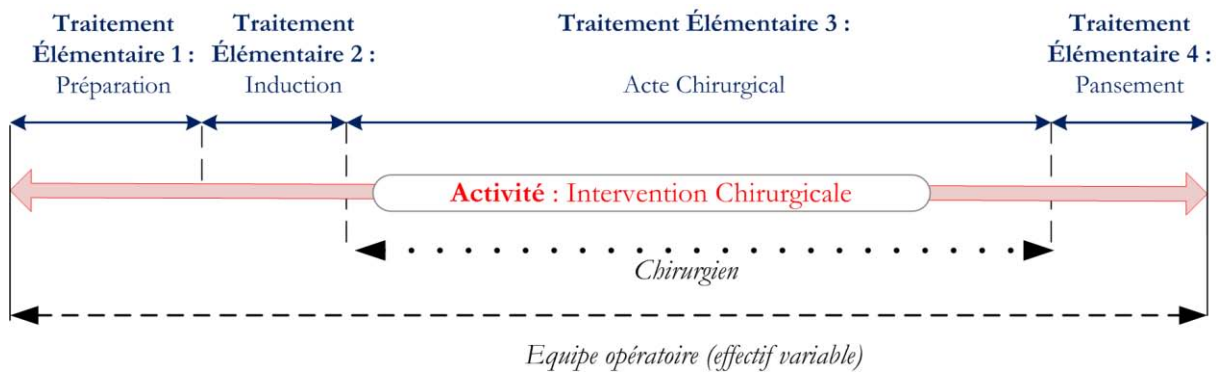 Traitement
Élémentaire 1 :
Préparation
Traitement
Élémentaire 2 :
Induction
Traitement Élémentaire 3 :
Acte Chirurgical
Traitement
Élémentaire 4 :
Pansement
Activité : Intervention Chirurgicale
Chirurgien
Equipe opératoire (effectif variable)